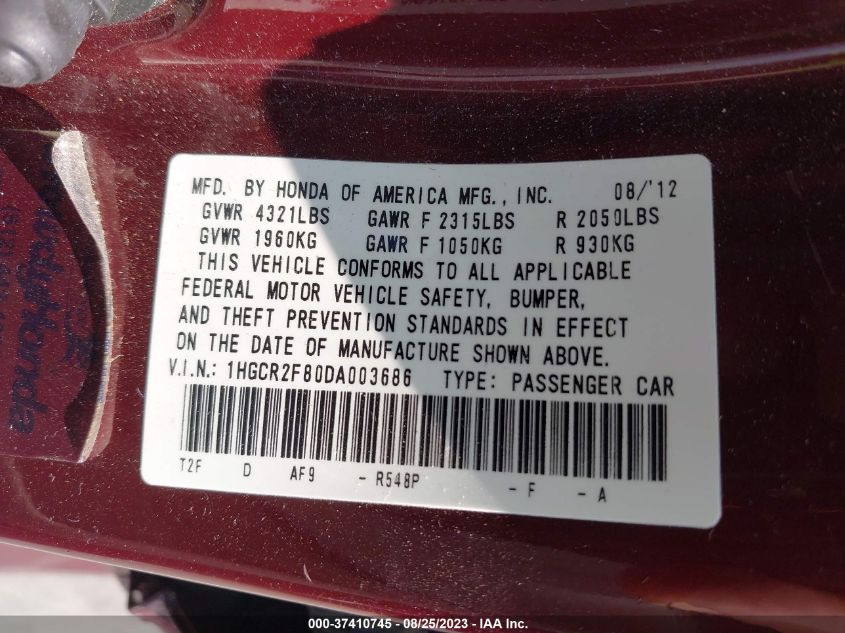 MFD. BY HONDA OF AMERICA MFG., INC. 08/'12
GVWR 4321LBS GAWR F 2315LBS R 2050LBS
GVWR 1960KG GAWR F 1050KG R 930KG
THIS VEHICLE CONFORMS TO ALL APPLICABLE
FEDERAL MOTOR VEHICLE SAFETY, BUMPER,
AND THEFT PREVENTION STANDARDS IN EFFECT
ON THE DATE OF MANUFACTURE SHOWN ABOVE.
V.I.N.: 1HGCR2F80DA003686 TYPE: PASSENGER CAR
T2F D AF9 - R548P - F - A
Honda
000-37410745 - 08/25/2023 - IAA Inc.